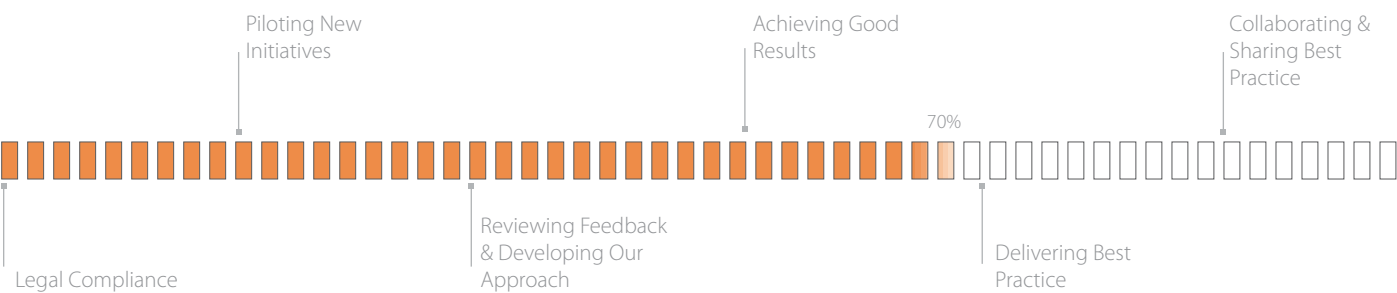 Piloting New
Initiatives
Achieving Good
Results
Collaborating &
Sharing Best
Practice
70%
Legal Compliance
Reviewing Feedback
& Developing Our
Approach
Delivering Best
Practice